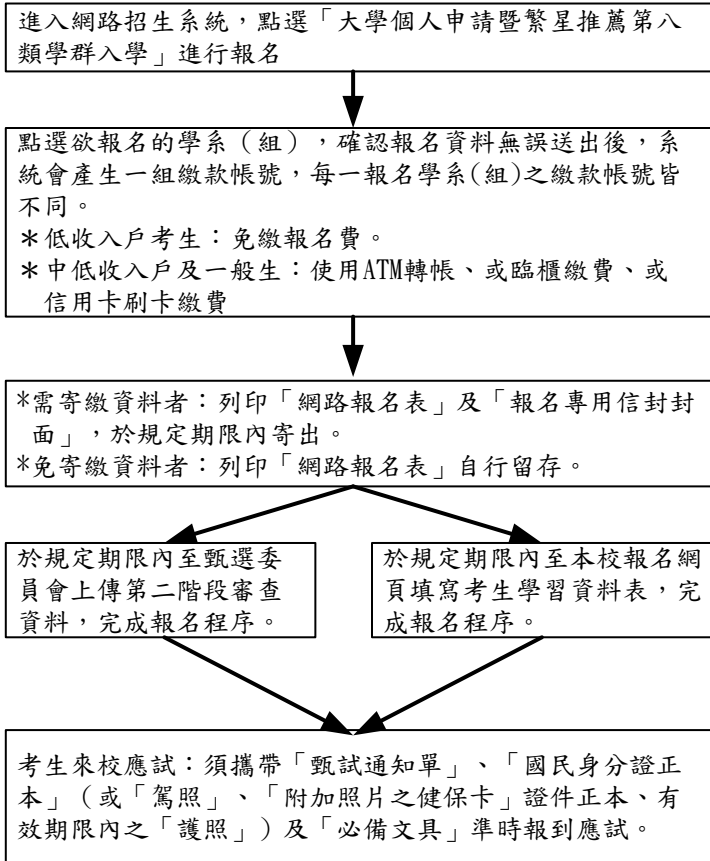 進入網路招生系統，點選「大學個人申請暨繁星推薦第八
類學群入學」進行報名
點選欲報名的學系（組），確認報名資料無誤送出後，系
統會產生一組繳款帳號，每一報名學系(組)之繳款帳號皆
不同。
＊低收入戶考生：免繳報名費。
＊中低收入戶及一般生：使用ATM轉帳、或臨櫃繳費、或
信用卡刷卡繳費
*需寄繳資料者：列印「網路報名表」及「報名專用信封封
面」，於規定期限內寄出。
*免寄繳資料者：列印「網路報名表」自行留存。
於規定期限內至甄選委
員會上傳第二階段審查
資料，完成報名程序。
於規定期限內至本校報名網
頁填寫考生學習資料表，完
成報名程序。
考生來校應試：須攜帶「甄試通知單」、「國民身分證正
本」（或「駕照」、「附加照片之健保卡」證件正本、有
效期限內之「護照」）及「必備文具」準時報到應試。